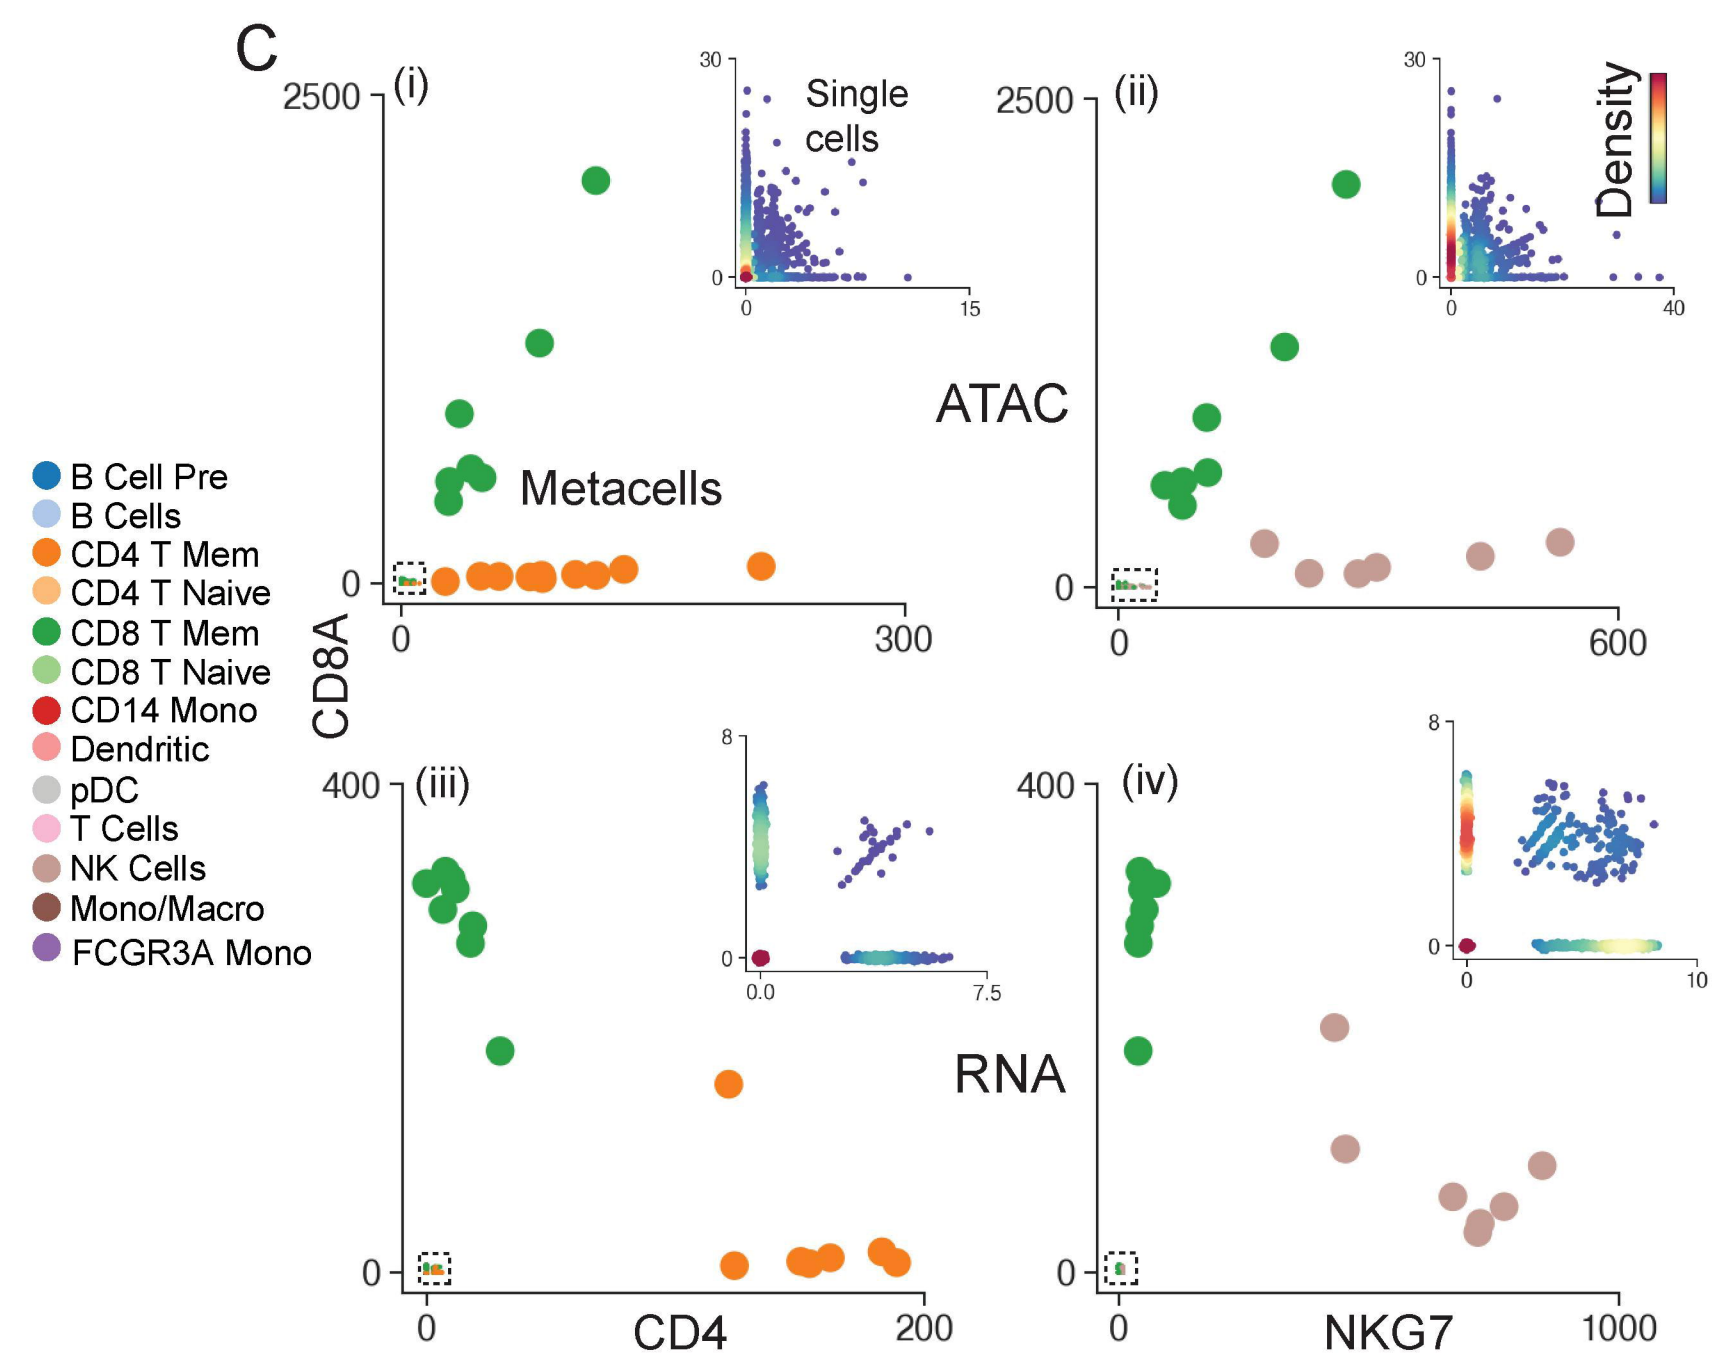 C
(i)
2500
0
0
300
30
0
0
15
Single
cells
Metacells
(ii)
2500
0
0
600
30
0
0
40
Density
ATAC
CD8A
B Cell Pre
B Cells
CD4 T Mem
CD4 T Naive
CD8 T Mem
CD8 T Naive
CD14 Mono
Dendritic
pDC
T Cells
NK Cells
Mono/Macro
FCGR3A Mono
(iii)
400
0
0
200
CD4
8
0
0.0
7.5
RNA
(iv)
400
0
0
1000
NKG7
8
0
0
10